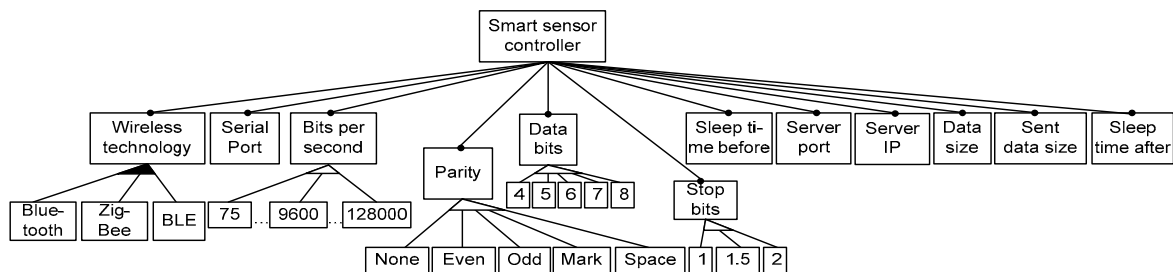 Smart sensor
controller
Wireless
technology
Serial
Port
Bits per
second
Parity
Data
bits
Stop
bits
Sleep ti-
me before
Server
port
Server
IP
Data
size
Sent
data size
Sleep
time after
Blue-
tooth
Zig-
Bee
BLE
75 ... 9600 ... 128000
4 5 6 7 8
None Even Odd Mark Space
1 1.5 2